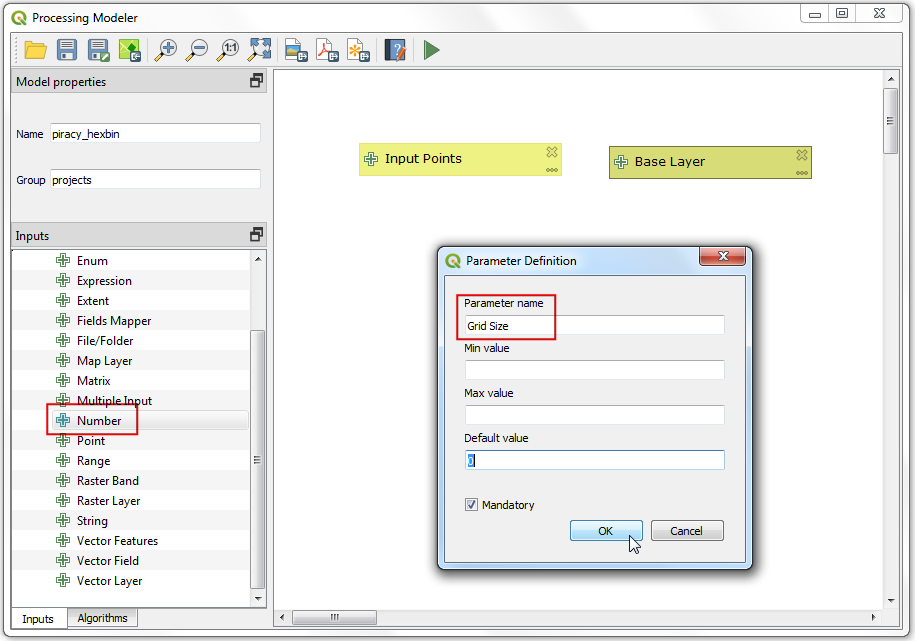 Processing Modeler
1:1
Model properties
Name piracy_hexbin
Group projects
Inputs
Enum
Expression
Extent
Fields Mapper
File/Folder
Map Layer
Matrix
Multiple Input
Number
Point
Range
Raster Band
Raster Layer
String
Vector Features
Vector Field
Vector Layer
Inputs Algorithms
Input Points
Base Layer
Parameter Definition
Parameter name
Grid Size
Min value
Max value
Default value
0
Mandatory
OK Cancel